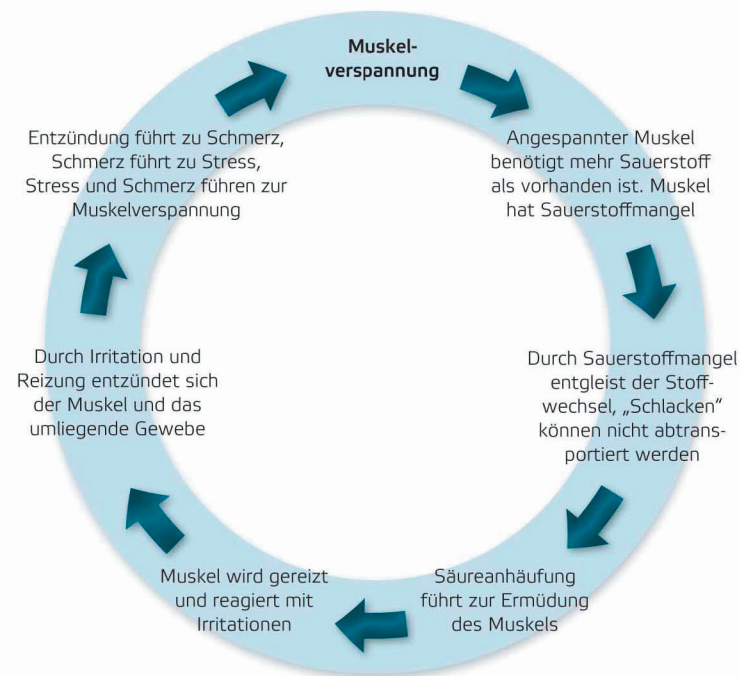 Muskel-
verspannung
Angespannter Muskel
benötigt mehr Sauerstoff
als vorhanden ist. Muskel
hat Sauerstoffmangel
Durch Sauerstoffmangel
entgleist der Stoff-
wechsel, „Schlacken“
können nicht abtrans-
portiert werden
Säureanhäufung
führt zur Ermüdung
des Muskels
Muskel wird gereizt
und reagiert mit
Irritationen
Durch Irritation und
Reizung entzündet sich
der Muskel und das
umliegende Gewebe
Entzündung führt zu Schmerz,
Schmerz führt zu Stress,
Stress und Schmerz führen zur
Muskelverspannung